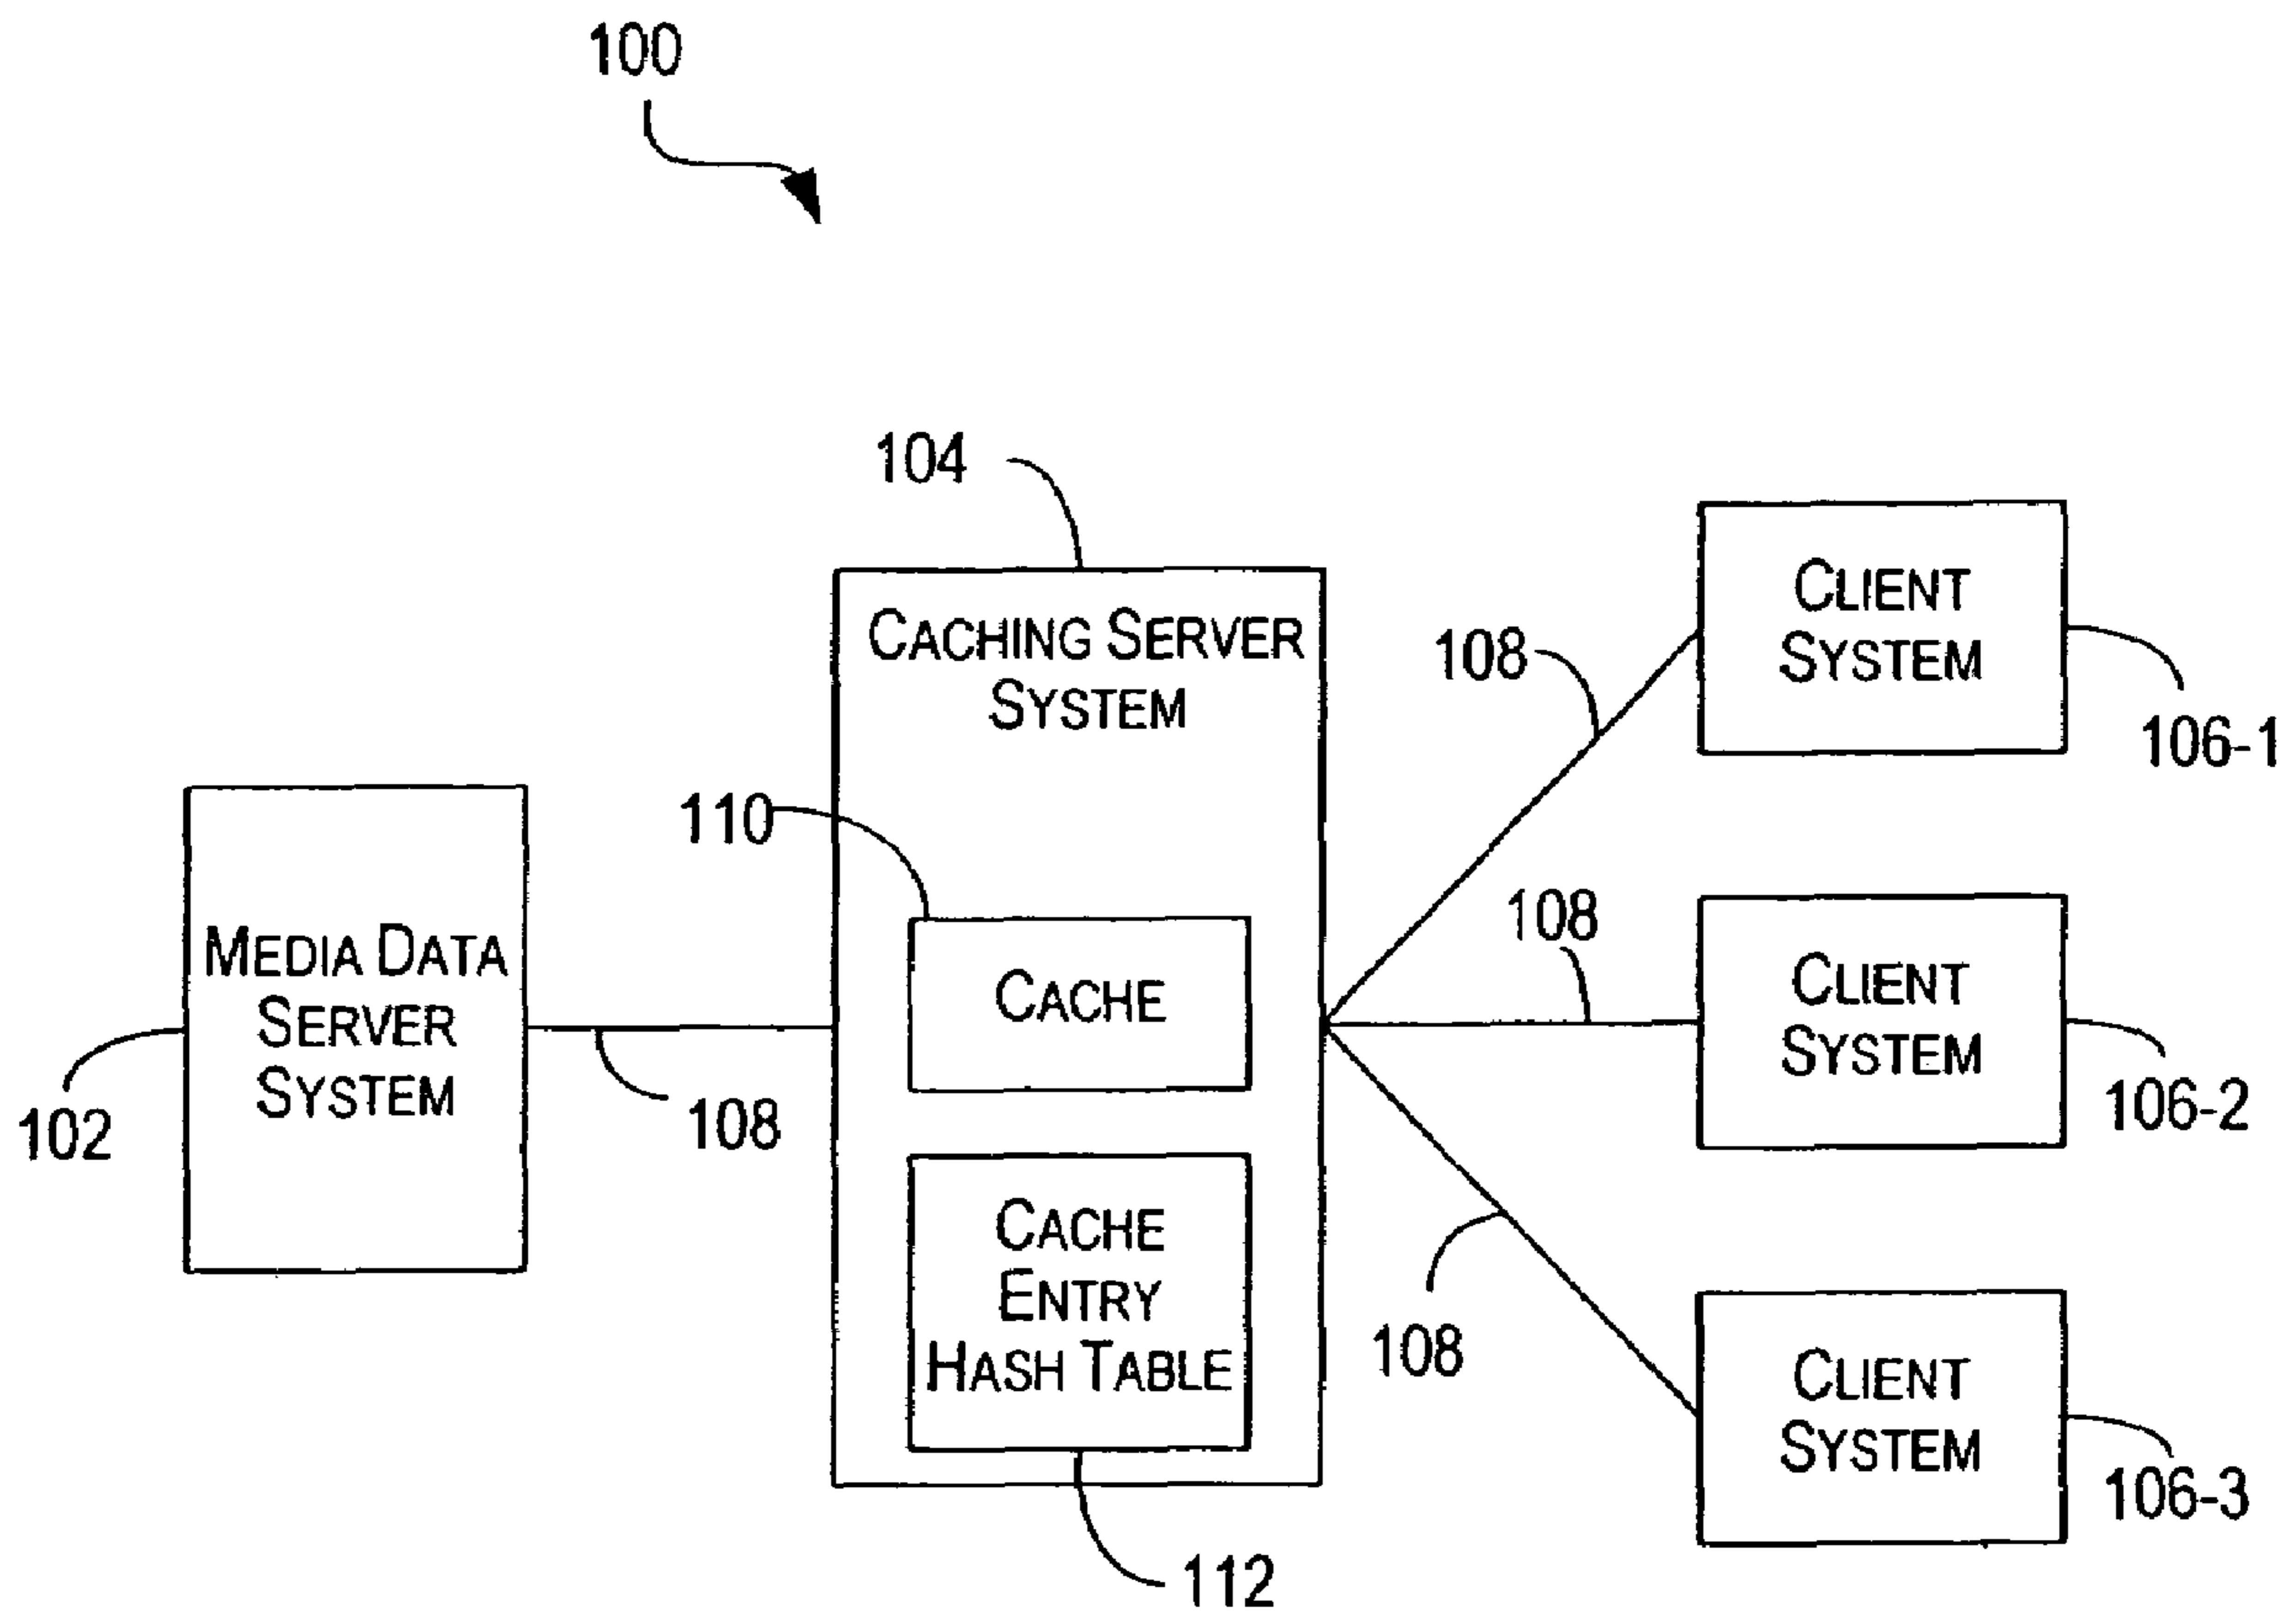 100
104
CACHING SERVER
SYSTEM
CLIENT
SYSTEM
108
106-1
110
MEDIA DATA
SERVER
SYSTEM
102
108
CACHE
108
CLIENT
SYSTEM
106-2
CACHE
ENTRY
HASH TABLE
112
108
CLIENT
SYSTEM
106-3